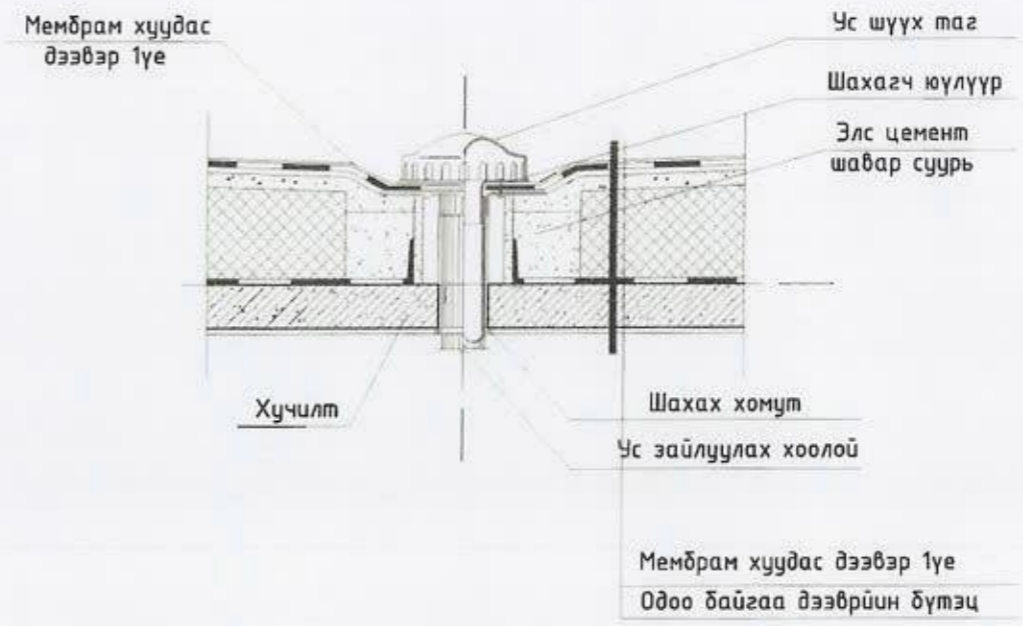 Мембрам хуудас
дээвэр 1үе
Ус шүүх таг
Шахагч юүлүүр
Элс цемент
шавар суурь
Хучилт
Шахах хомут
Ус зайлуулах хоолой
Мембрам хуудас дээвэр 1үе
Одоо байгаа дээврийн бүтэц